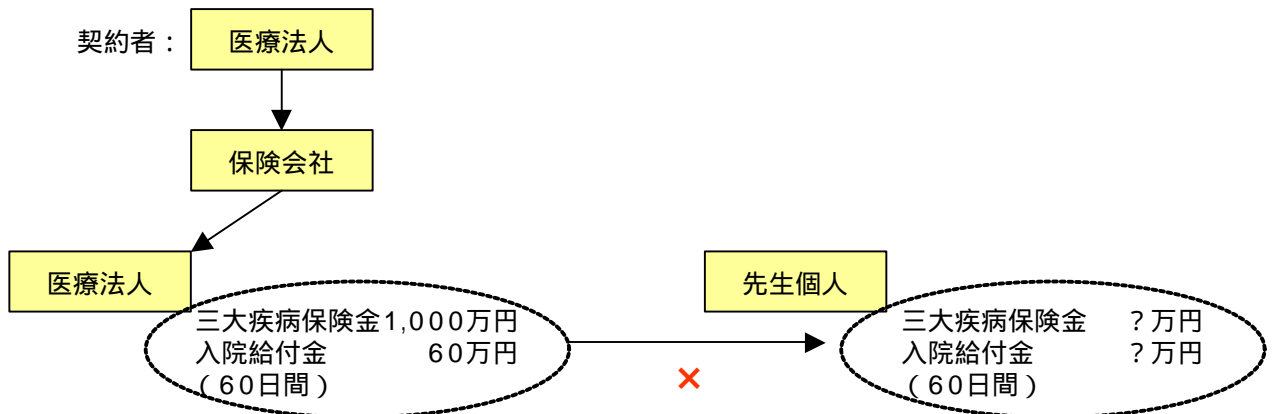 契約者： 医療法人
保険会社
医療法人
三大疾病保険金1,000万円
入院給付金 60万円
（60日間）
×
先生個人
三大疾病保険金 ？万円
入院給付金 ？万円
（60日間）